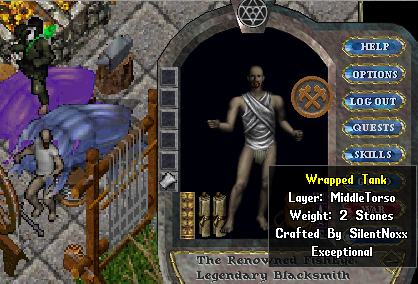 HELP
OPTIONS
LOG OUT
QUESTS
SKILLS
Wrapped Tank
Layer: MiddleTorso
Weight: 2 Stones
Crafted By SilentNoxx
Exceptional
The Renowned
Legendary Blacksmith